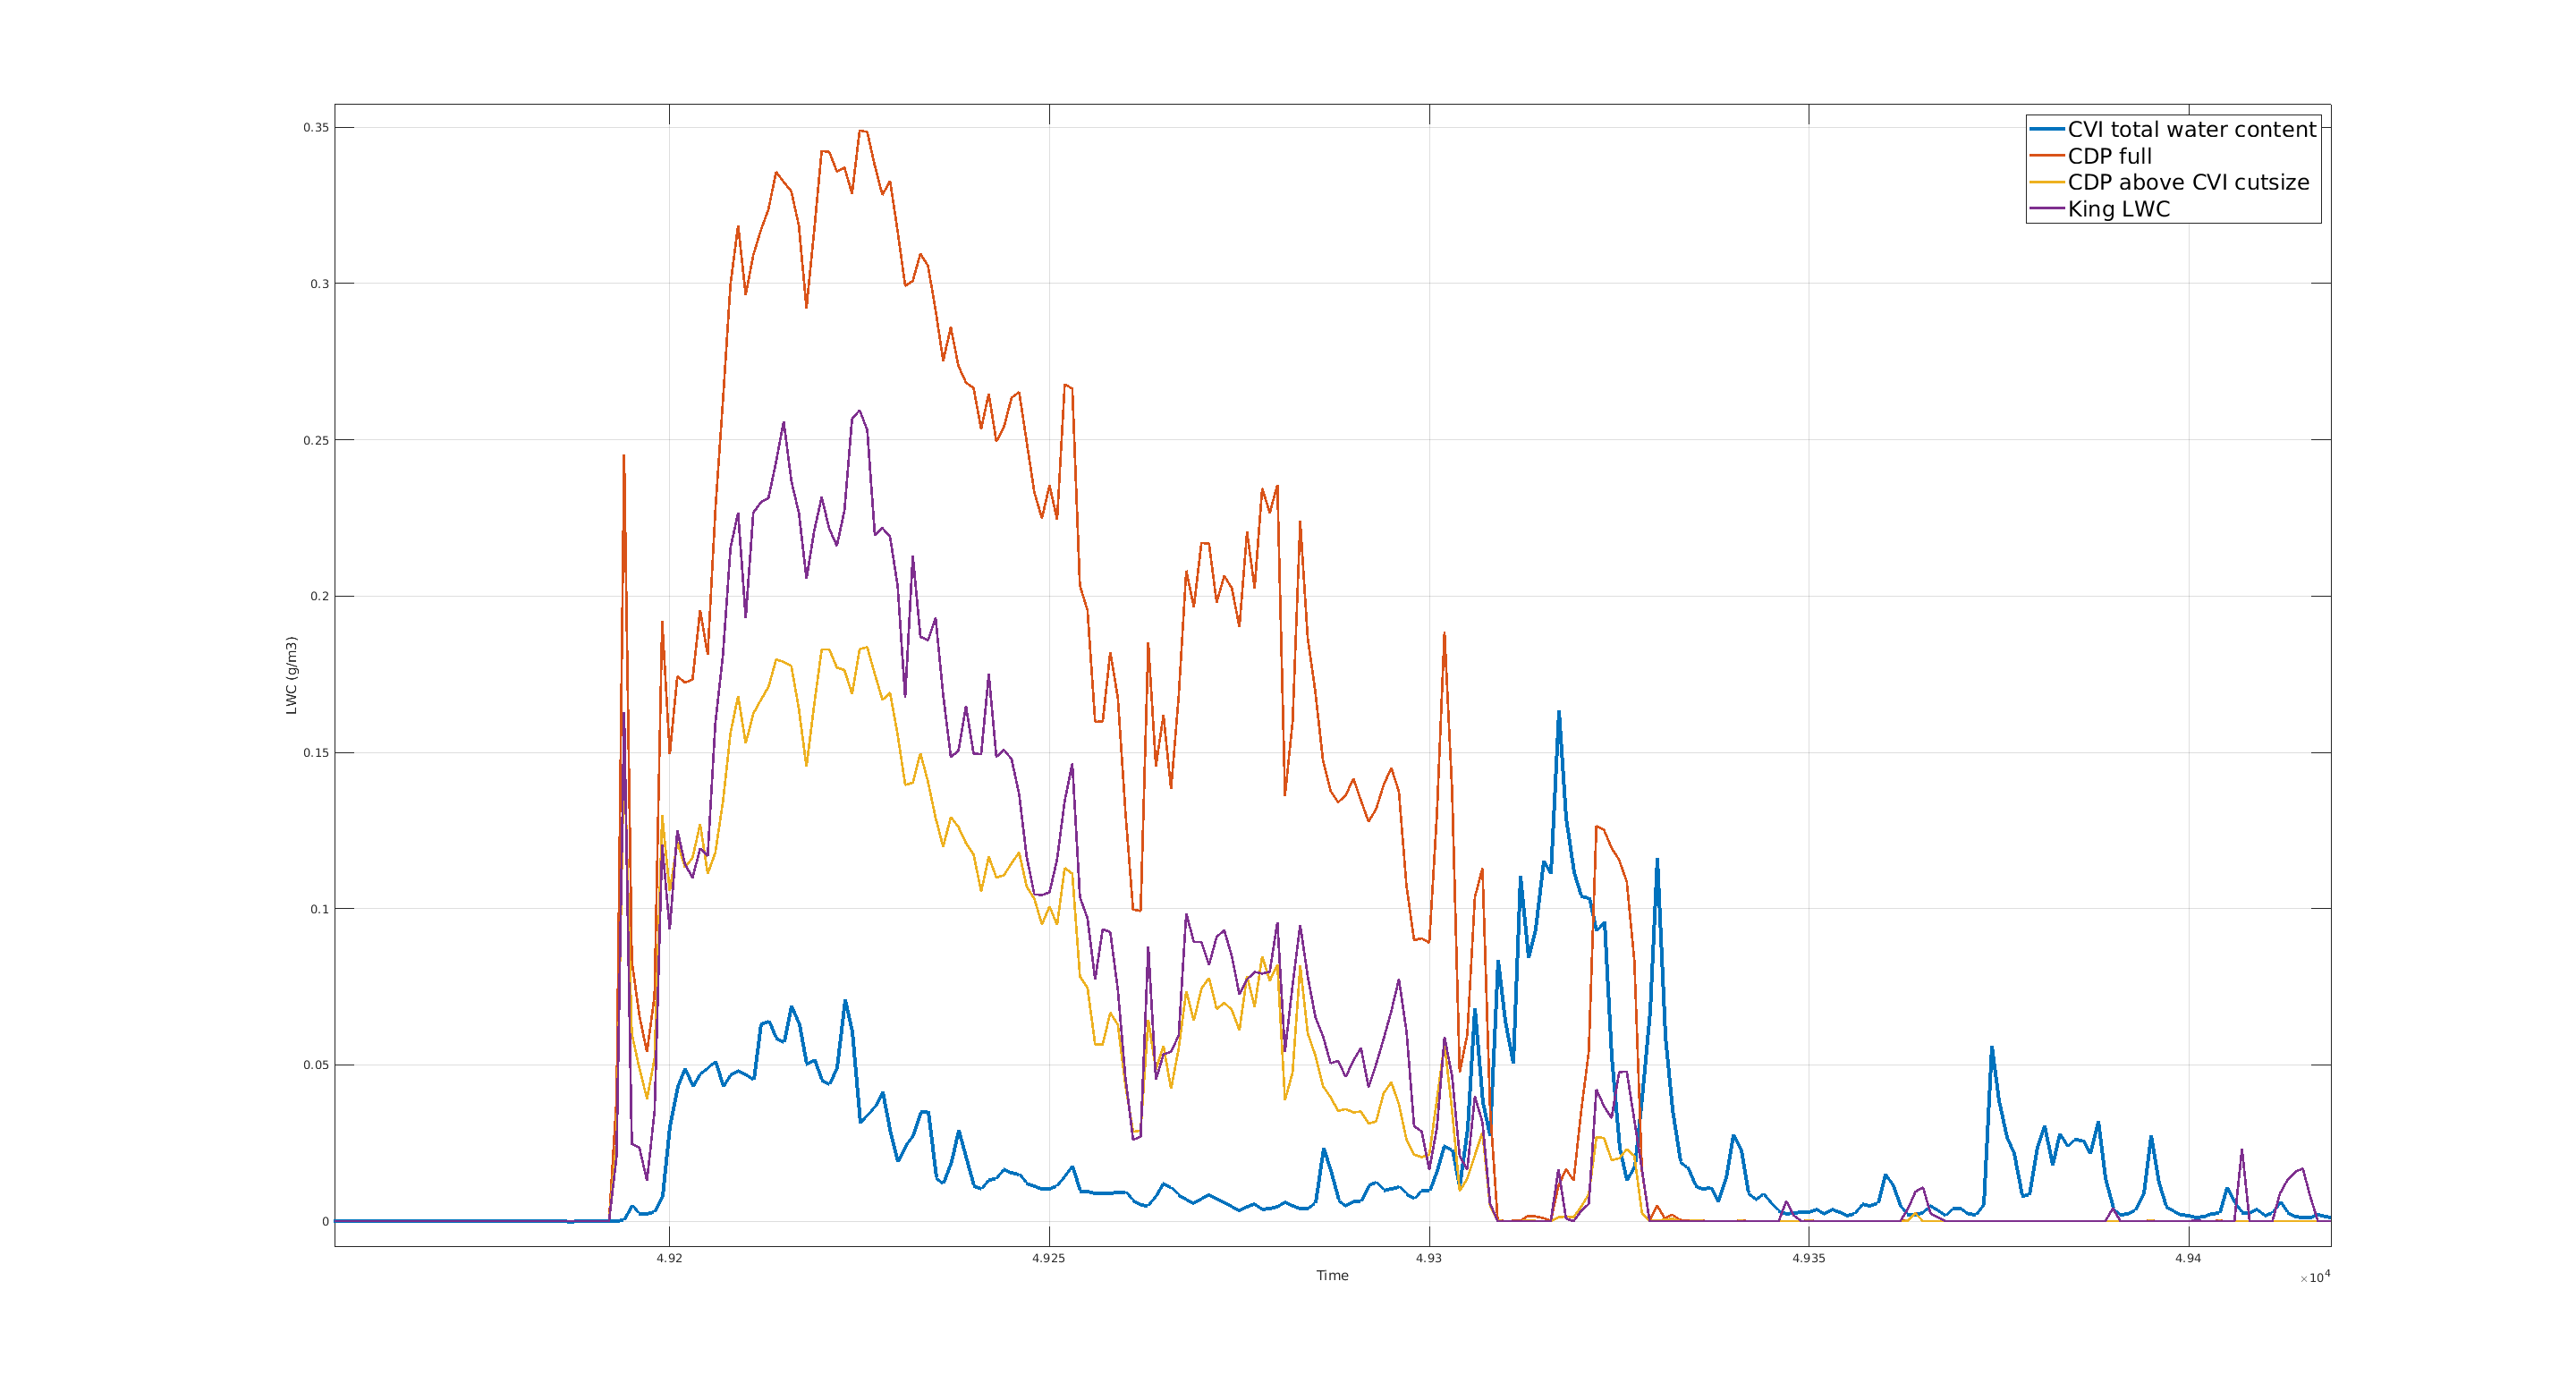 CVI total water content
CDP full
CDP above CVI cutsize
King LWC
0.35
0.3
0.25
0.2
0.15
0.1
0.05
0
LWC (g/m3)
4.92
4.925
4.93
4.935
4.94
Time
×10⁴